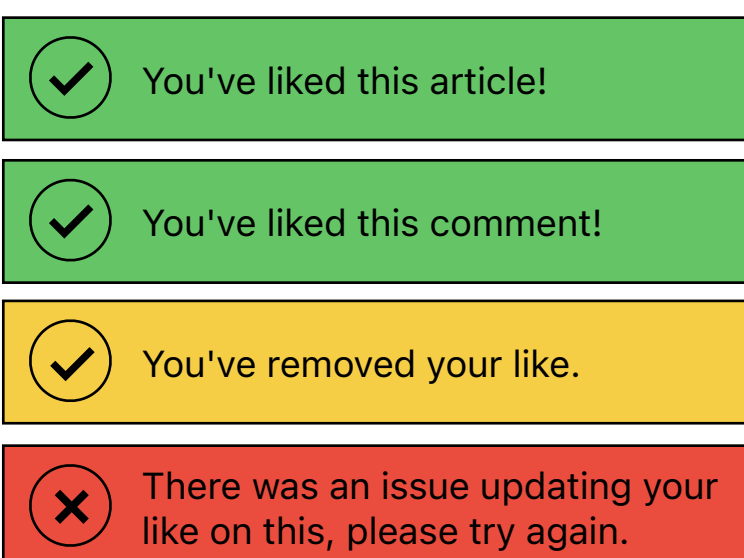 You've liked this article!
You've liked this comment!
You've removed your like.
There was an issue updating your
like on this, please try again.